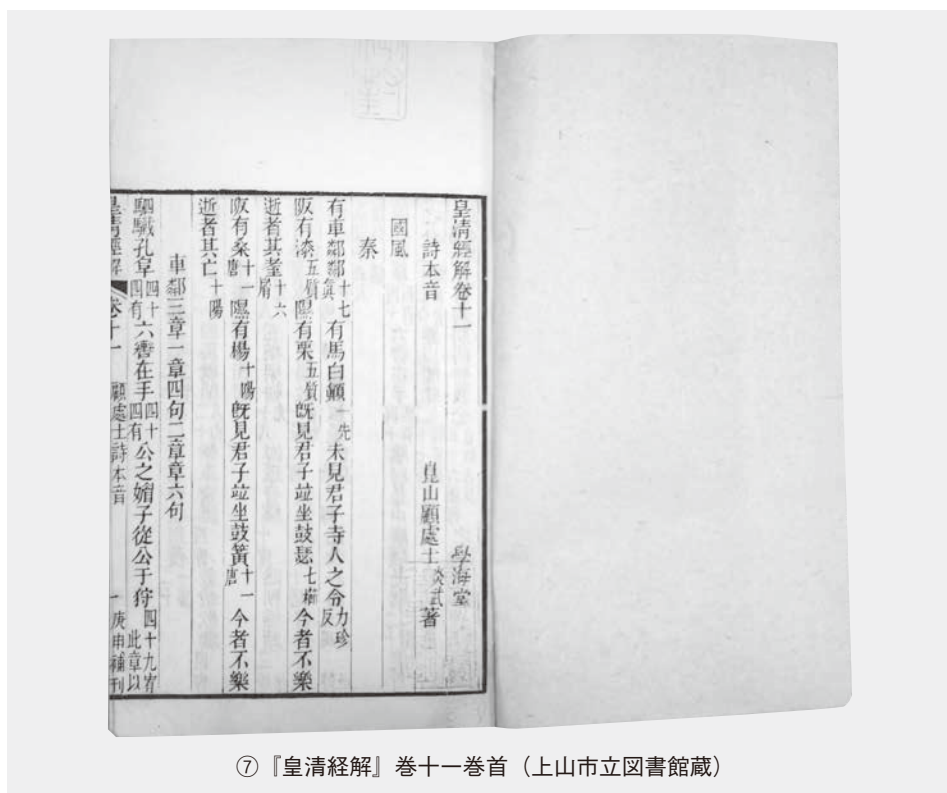 皇清經解卷十一 學海堂
詩本音 崑山顧處士炎武著
國風
秦
有車鄰鄰十七眞有馬白顚一先未見君子寺人之令力珍反
阪有漆五質隰有栗五質旣見君子竝坐鼓瑟七櫛今者不樂
逝者其耋十六屑
阪有桑十一唐隰有楊十陽旣見君子竝坐鼓簧十一唐今者不樂
逝者其亡十陽
車鄰三章一章四句二章章六句
駟驖孔阜四十四有六轡在手四十四有公之媚子從公于狩四十九宥此章以
皇清經解 卷十一 顧處士詩本音 一 庚申補刊
⑦『皇清経解』巻十一巻首（上山市立図書館蔵）